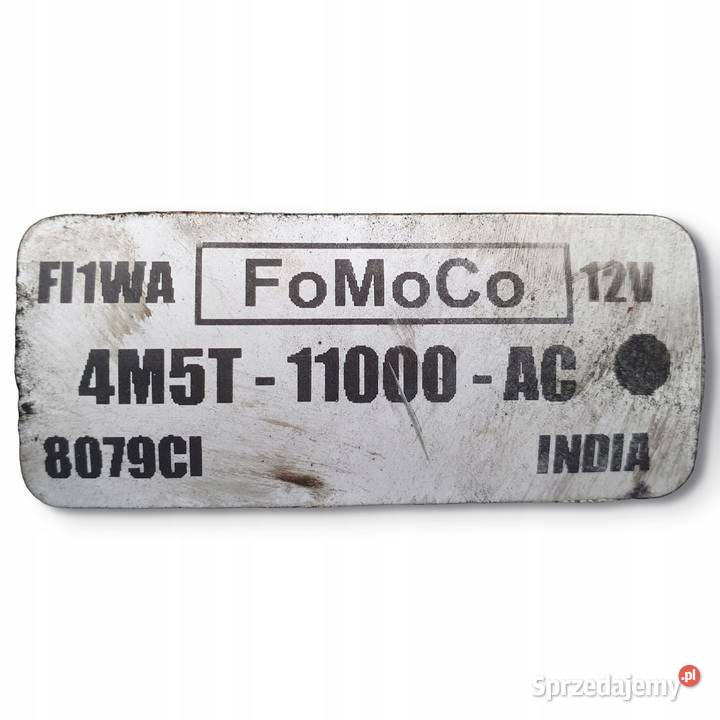 FI1WA FoMoCo 12V
4M5T - 11000 - AC
8079CI INDIA
Sprzedajemy.pl